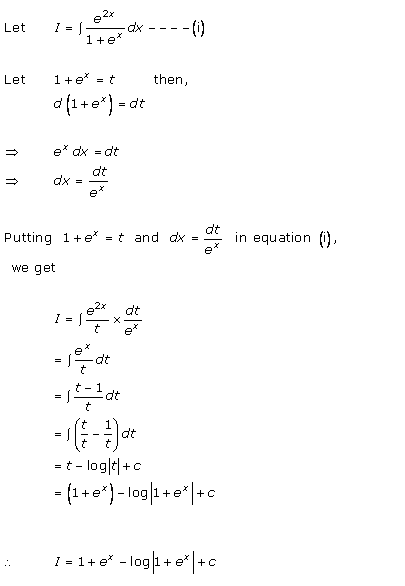 Let I = ∫ e^{2x}/(1+e^x) dx ----(i)
Let 1+e^x = t then,
d(1+e^x) = dt
⇒ e^x dx = dt
⇒ dx = dt/e^x
Putting 1+e^x = t and dx = dt/e^x in equation (i),
we get
I = ∫ e^{2x}/t × dt/e^x
= ∫ e^x/t dt
= ∫ (t-1)/t dt
= ∫ (t/t - 1/t) dt
= t - log|t| + c
= (1+e^x) - log|1+e^x| + c
∴ I = 1+e^x - log|1+e^x| + c